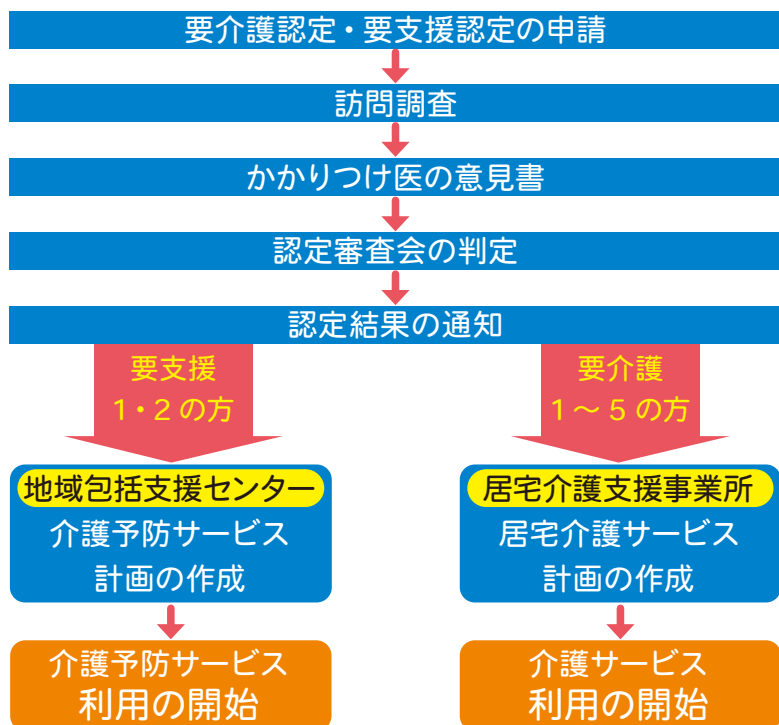 要介護認定・要支援認定の申請
訪問調査
かかりつけ医の意見書
認定審査会の判定
認定結果の通知
要支援
1・2の方
地域包括支援センター
介護予防サービス
計画の作成
介護予防サービス
利用の開始
要介護
1～5の方
居宅介護支援事業所
居宅介護サービス
計画の作成
介護サービス
利用の開始